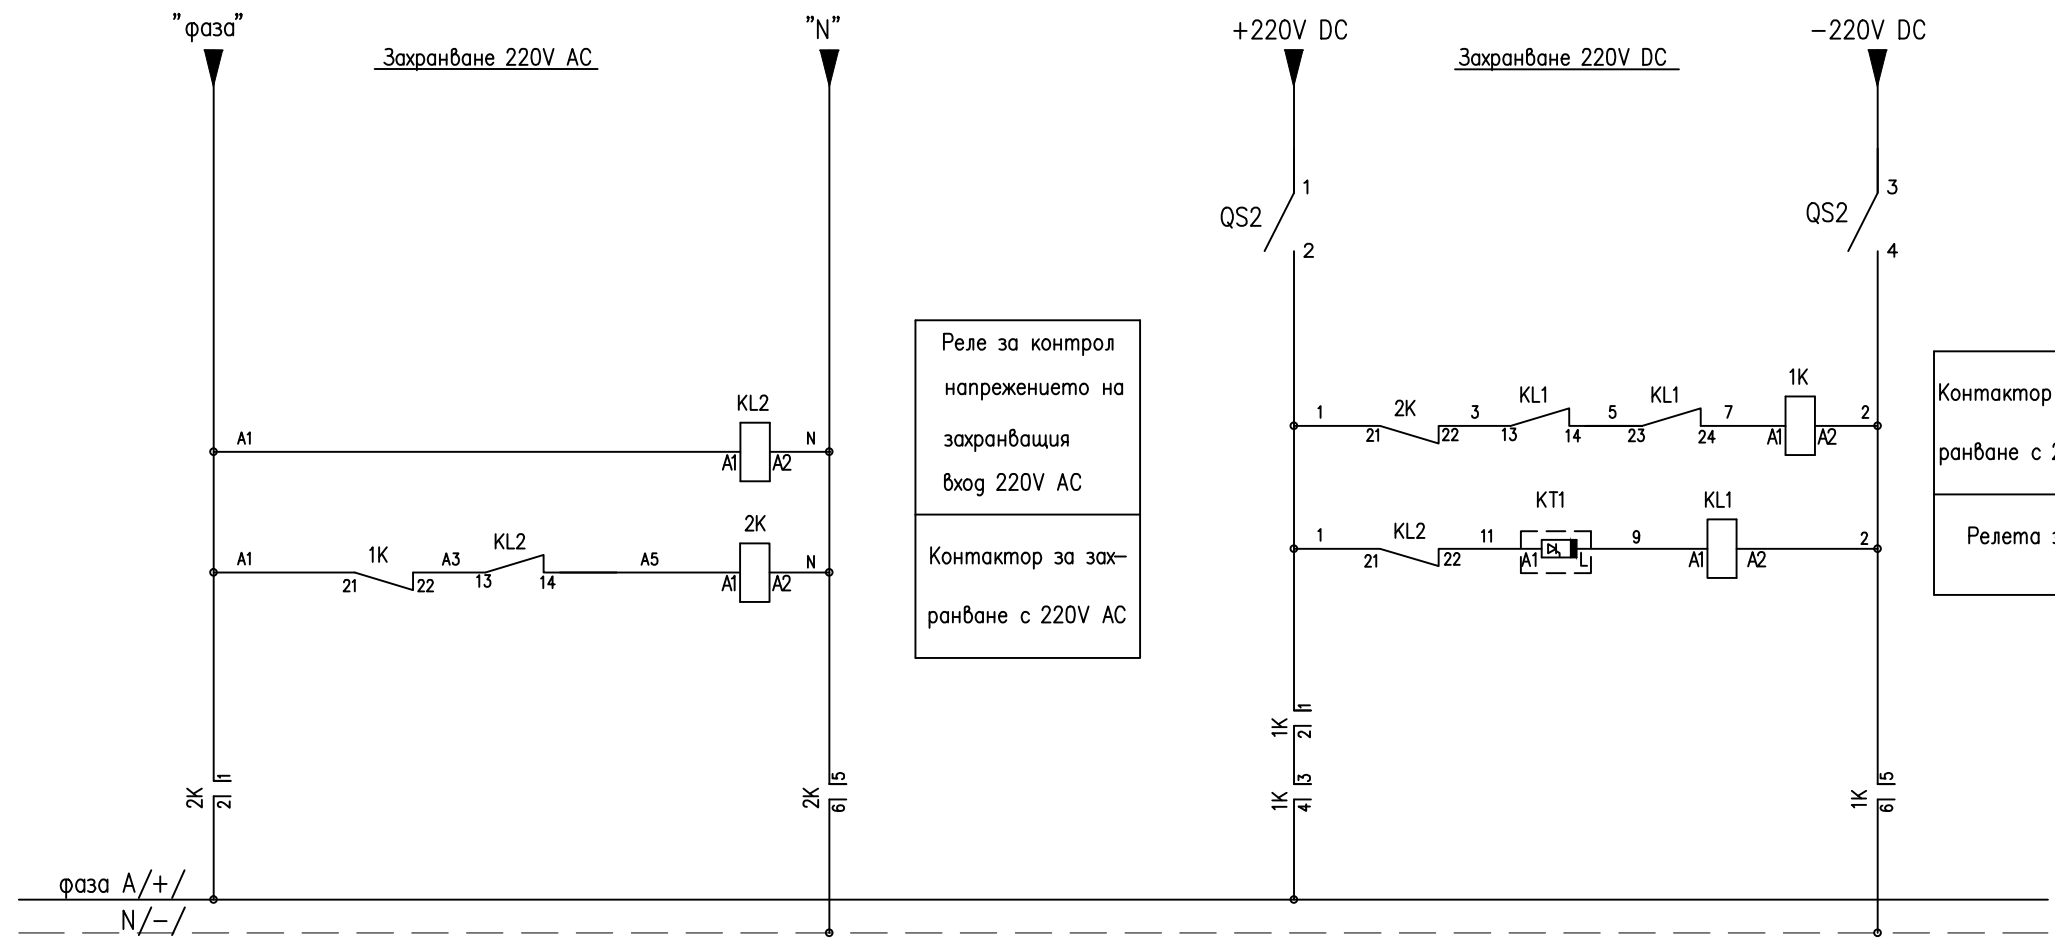 "фаза"
"N"
+220V DC
-220V DC
Захранване 220V AC
Захранване 220V DC
1
3
QS2
QS2
2
4
Реле за контрол
напрежението на
захранващия
вход 220V AC
Контактор за зах-
ранване с 220V AC
KL2
A1
N
A1
A2
1K
KL2
2K
A1
A3
A5
N
21
22
13
14
A1
A2
2K
KL1
KL1
1K
1
3
5
7
2
21
22
13
14
23
24
A1
A2
KL2
KT1
KL1
1
11
9
2
21
22
A1
L
A1
A2
Контактор
ранване с
Релета
1K
1
2
2K
1
2
2K
5
6
1K
3
4
1K
5
6
фаза A/+/
N/-/